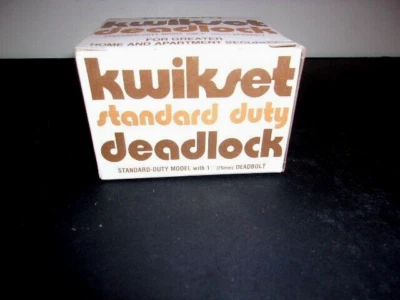 kwikset
deadlock
FOR GREATER
HOME AND APARTMENT SECURITY
kwikset
standard duty
deadlock
STANDARD-DUTY MODEL with 1 DEADBOLT